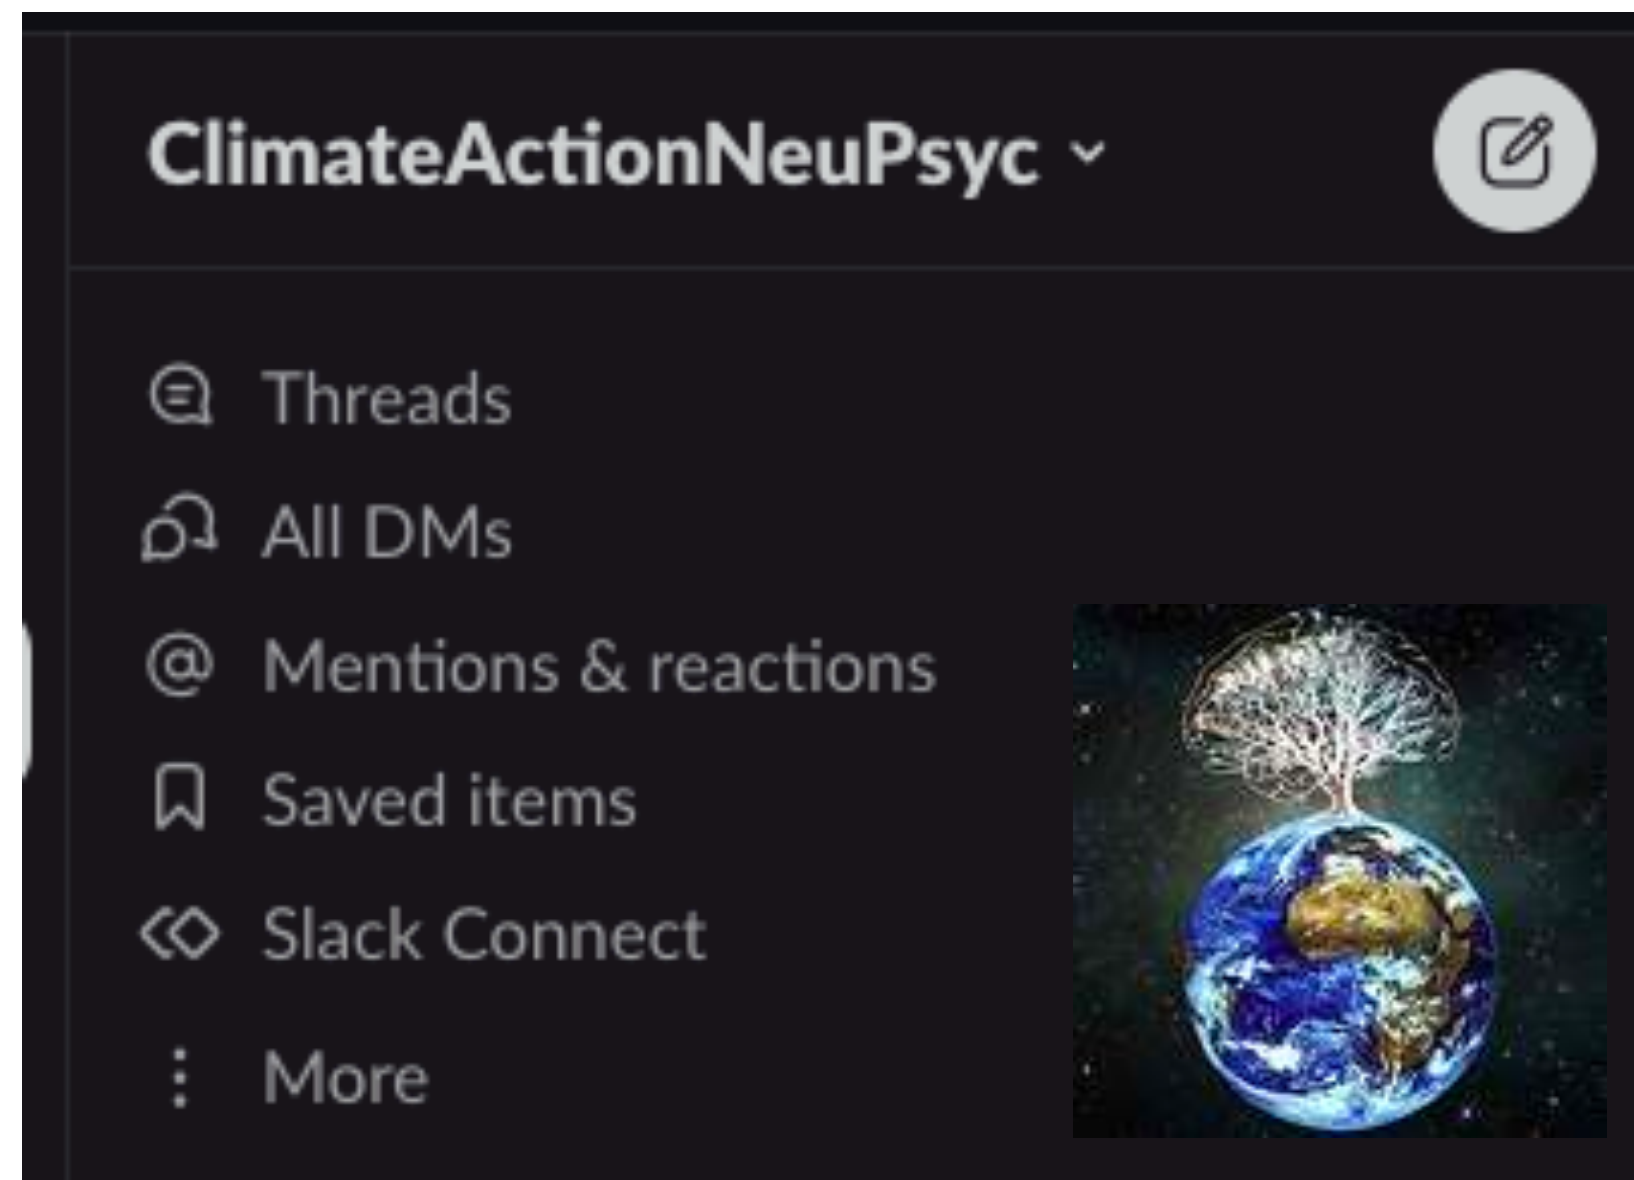 ClimateActionNeuPsyc
Threads
All DMs
@ Mentions & reactions
Saved items
Slack Connect
More